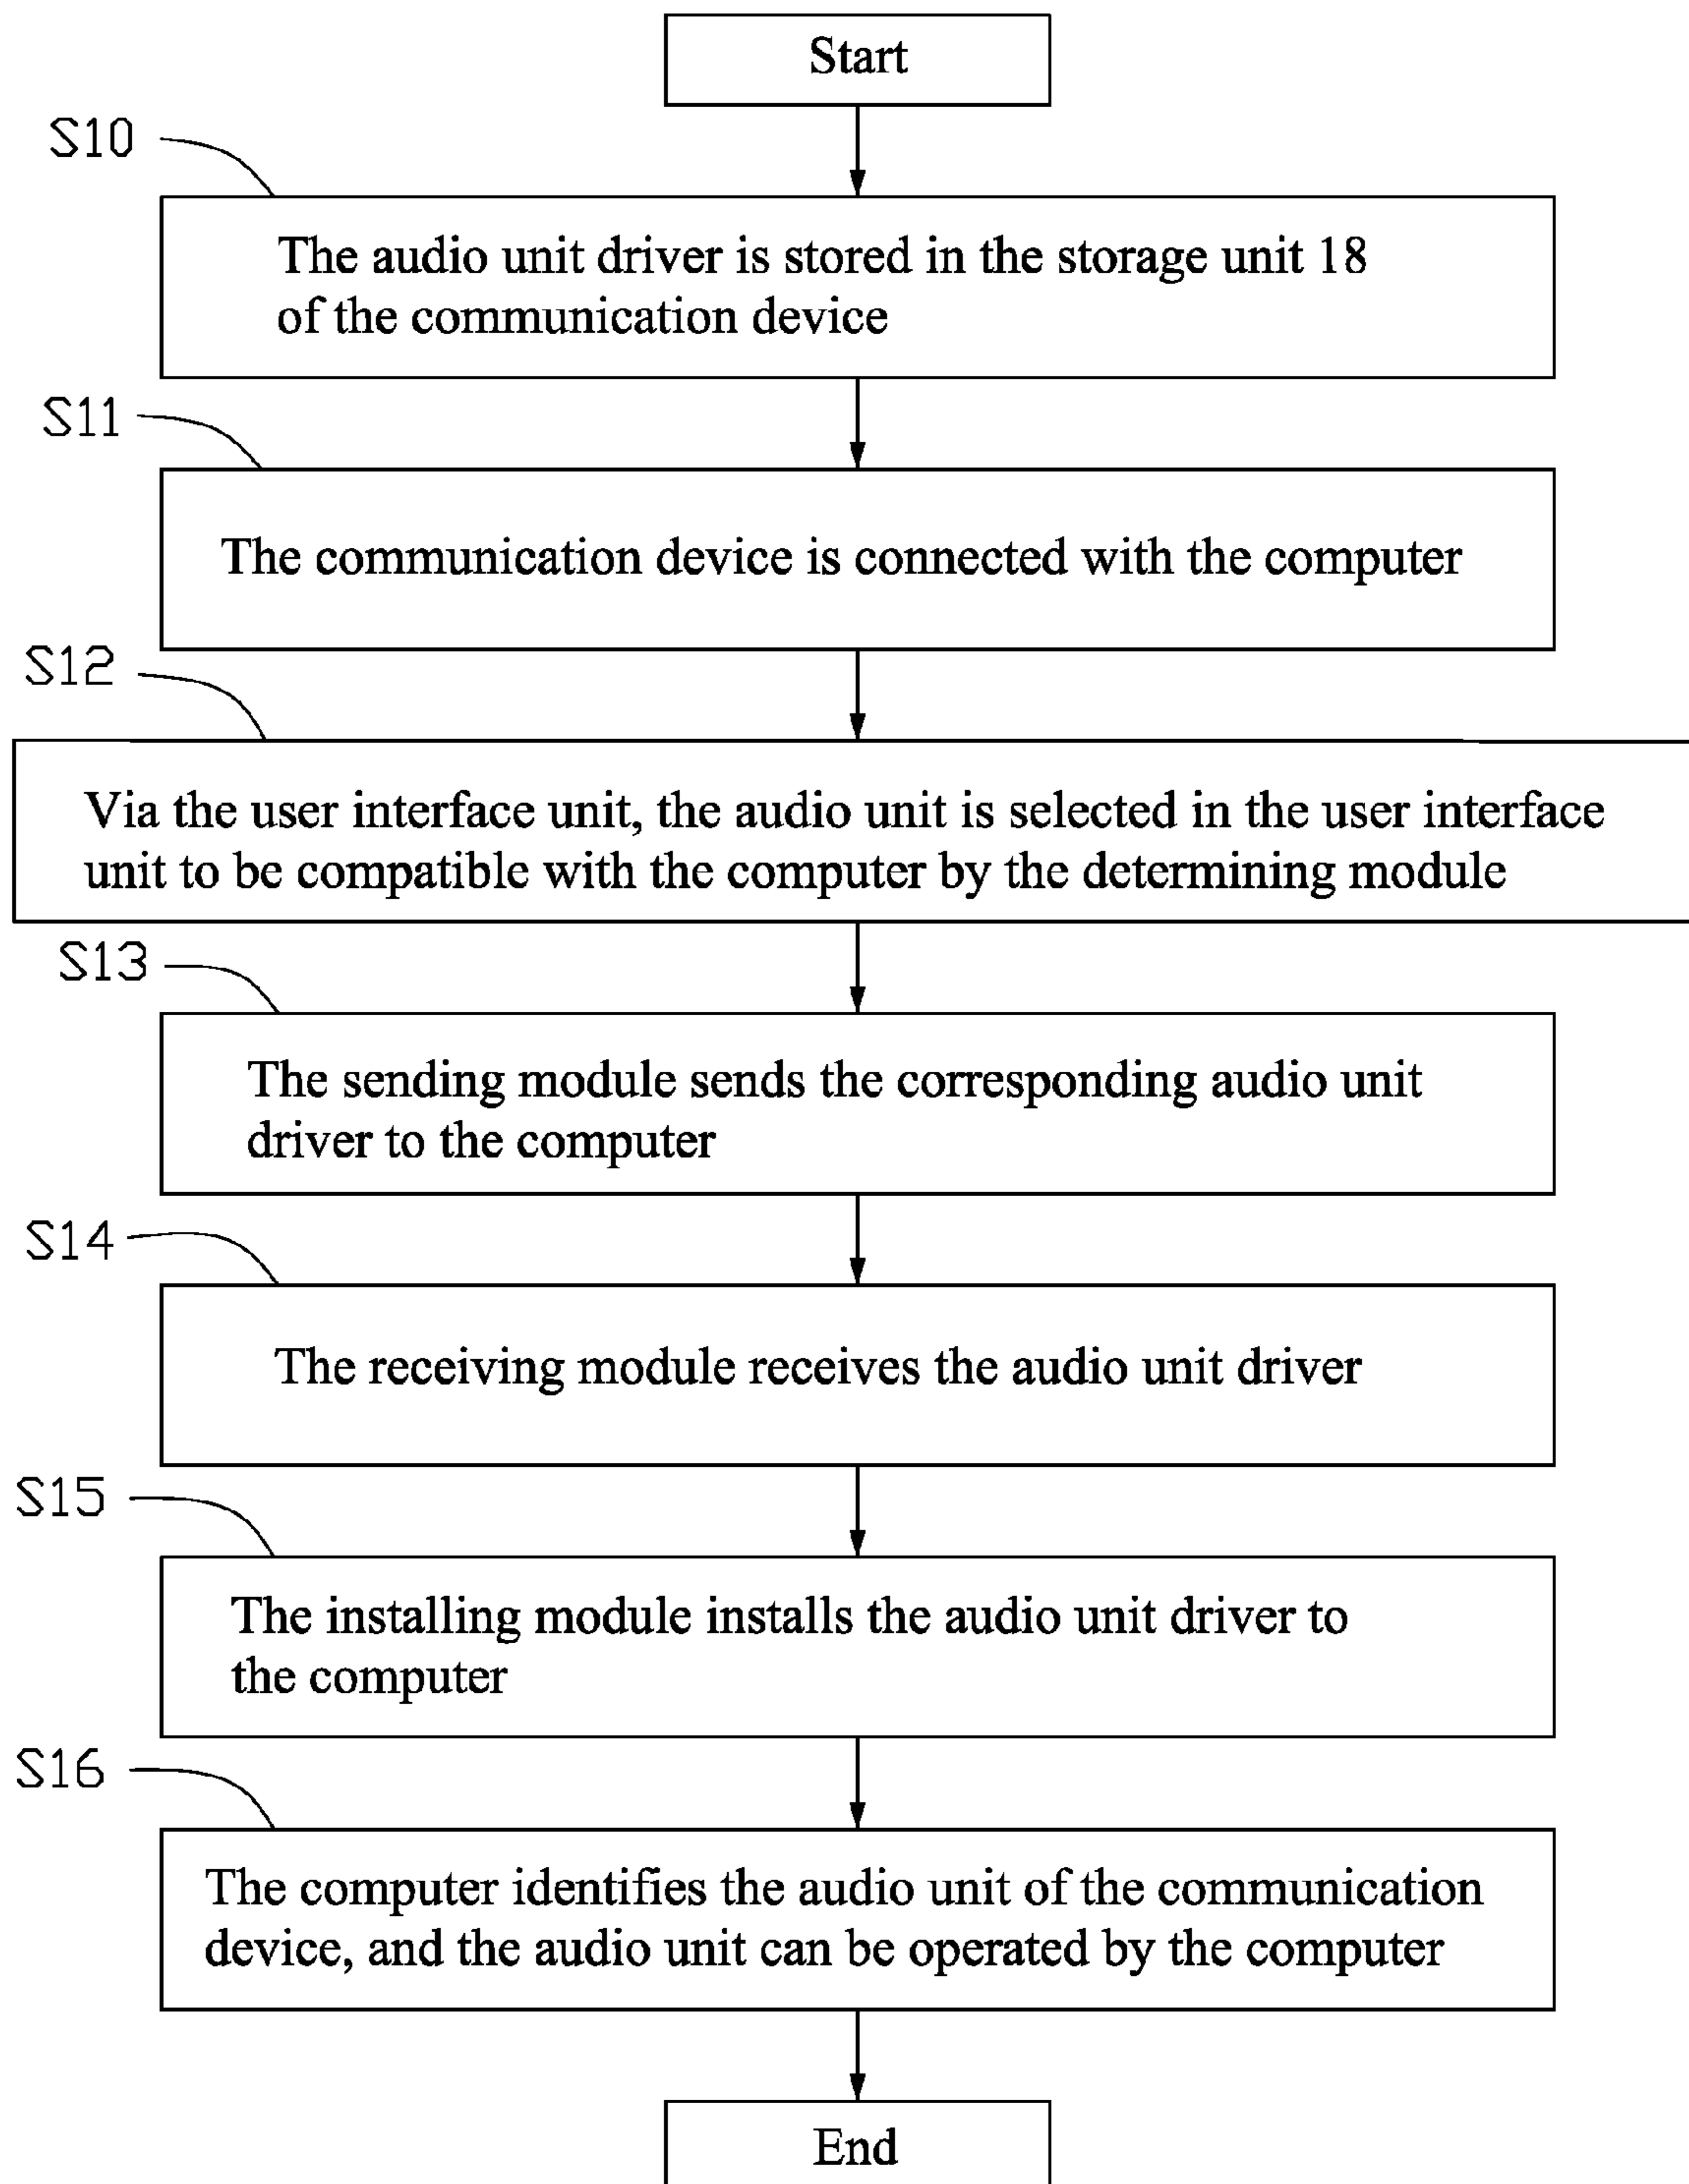 Start
S10
The audio unit driver is stored in the storage unit 18
of the communication device
S11
The communication device is connected with the computer
S12
Via the user interface unit, the audio unit is selected in the user interface
unit to be compatible with the computer by the determining module
S13
The sending module sends the corresponding audio unit
driver to the computer
S14
The receiving module receives the audio unit driver
S15
The installing module installs the audio unit driver to
the computer
S16
The computer identifies the audio unit of the communication
device, and the audio unit can be operated by the computer
End